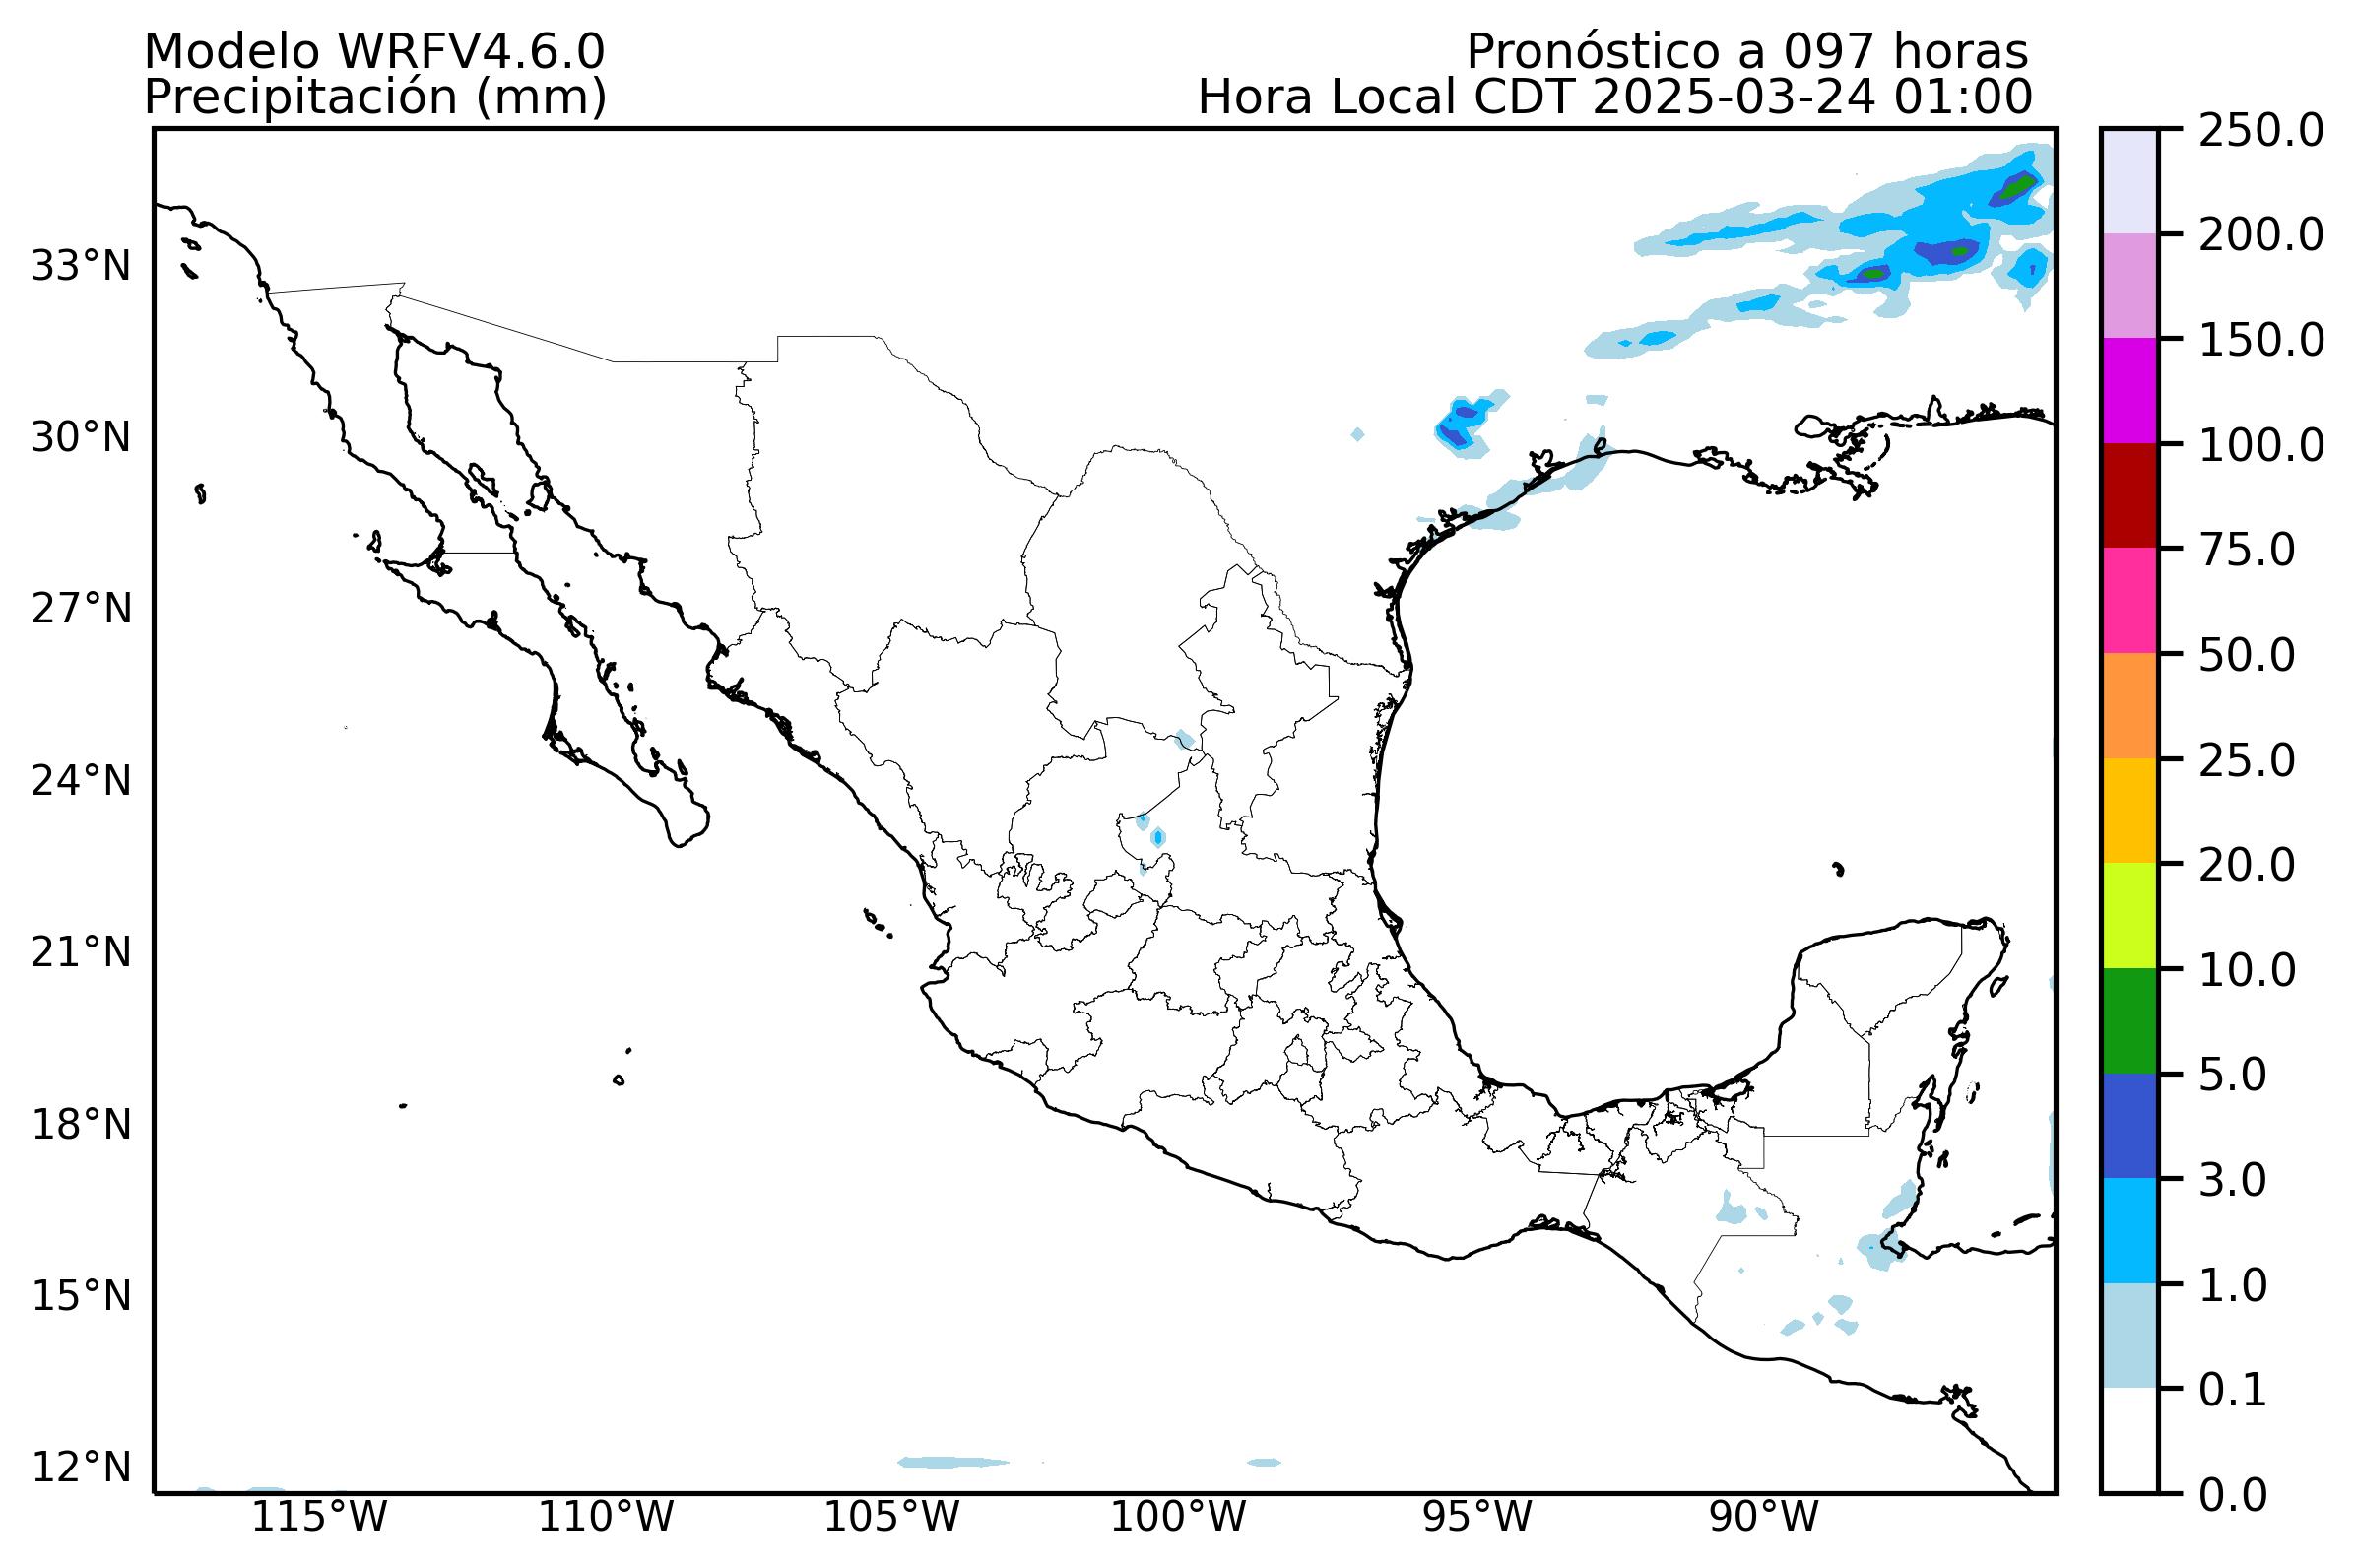 Modelo WRFV4.6.0
Precipitación (mm)
Pronóstico a 097 horas
Hora Local CDT 2025-03-24 01:00
33°N
30°N
27°N
24°N
21°N
18°N
15°N
12°N
115°W
110°W
105°W
100°W
95°W
90°W
250.0
200.0
150.0
100.0
75.0
50.0
25.0
20.0
10.0
5.0
3.0
1.0
0.1
0.0